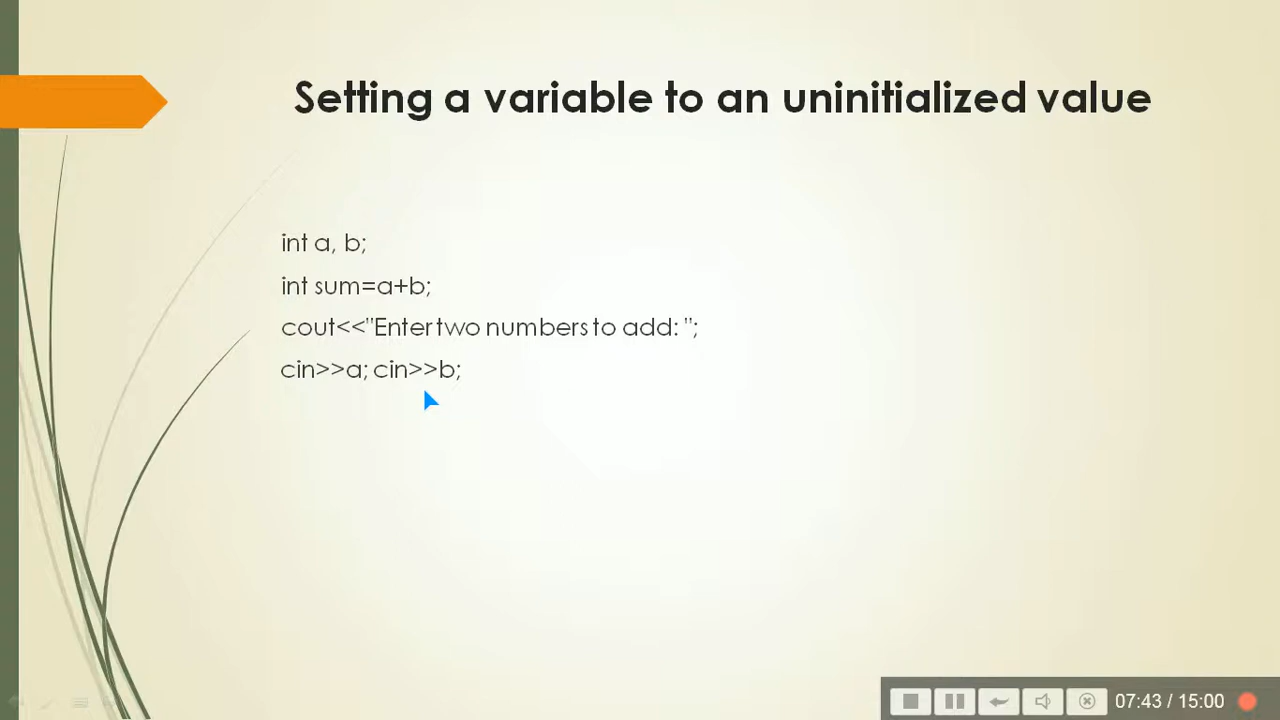 Setting a variable to an uninitialized value
int a, b;
int sum=a+b;
cout<<"Enter two numbers to add: ";
cin>>a; cin>>b;
07:43 / 15:00